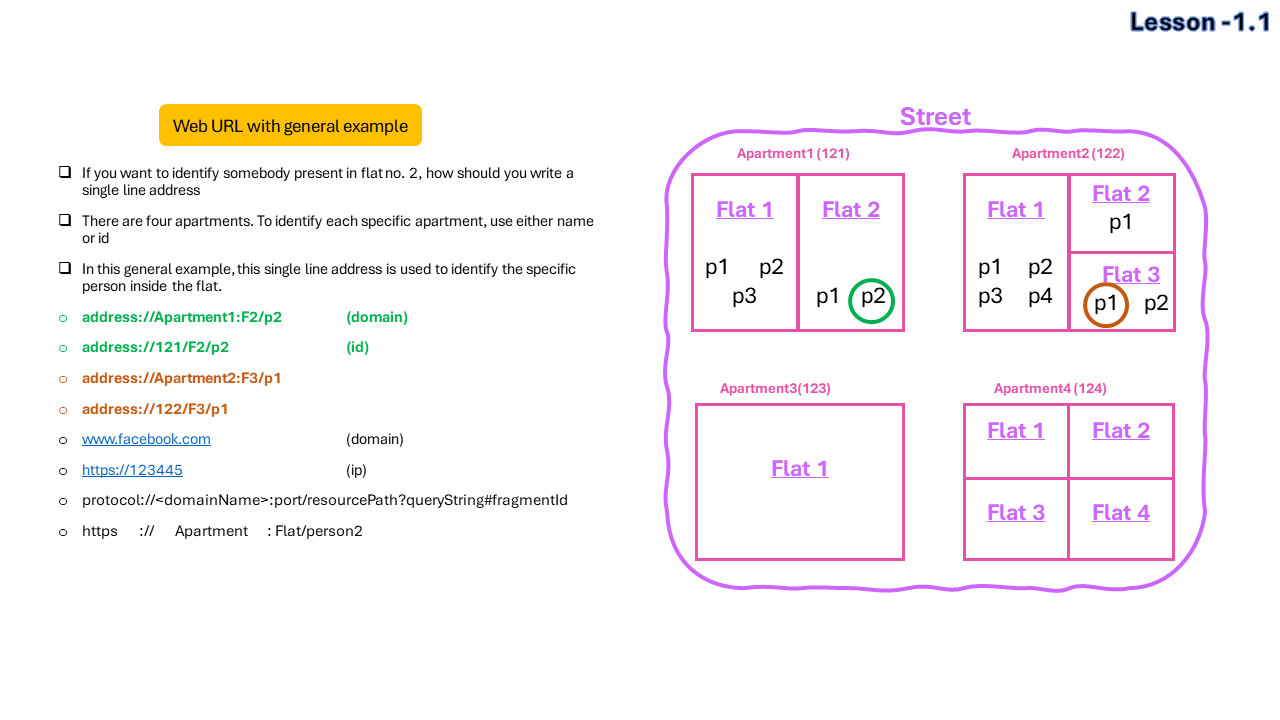 Lesson -1.1
Web URL with general example
If you want to identify somebody present in flat no. 2, how should you write a
single line address
There are four apartments. To identify each specific apartment, use either name
or id
In this general example, this single line address is used to identify the specific
person inside the flat.
address://Apartment1:F2/p2 (domain)
address://121/F2/p2 (id)
address://Apartment2:F3/p1
address://122/F3/p1
www.facebook.com (domain)
https://123445 (ip)
protocol://<domainName>:port/resourcePath?queryString#fragmentId
https :// Apartment : Flat/person2
Street
Apartment1 (121)
Flat 1
p1 p2
p3
Flat 2
p1 p2
Apartment2 (122)
Flat 1
p1 p2
p3 p4
Flat 2
p1
Flat 3
p1 p2
Apartment3(123)
Flat 1
Apartment4 (124)
Flat 1 Flat 2
Flat 3 Flat 4